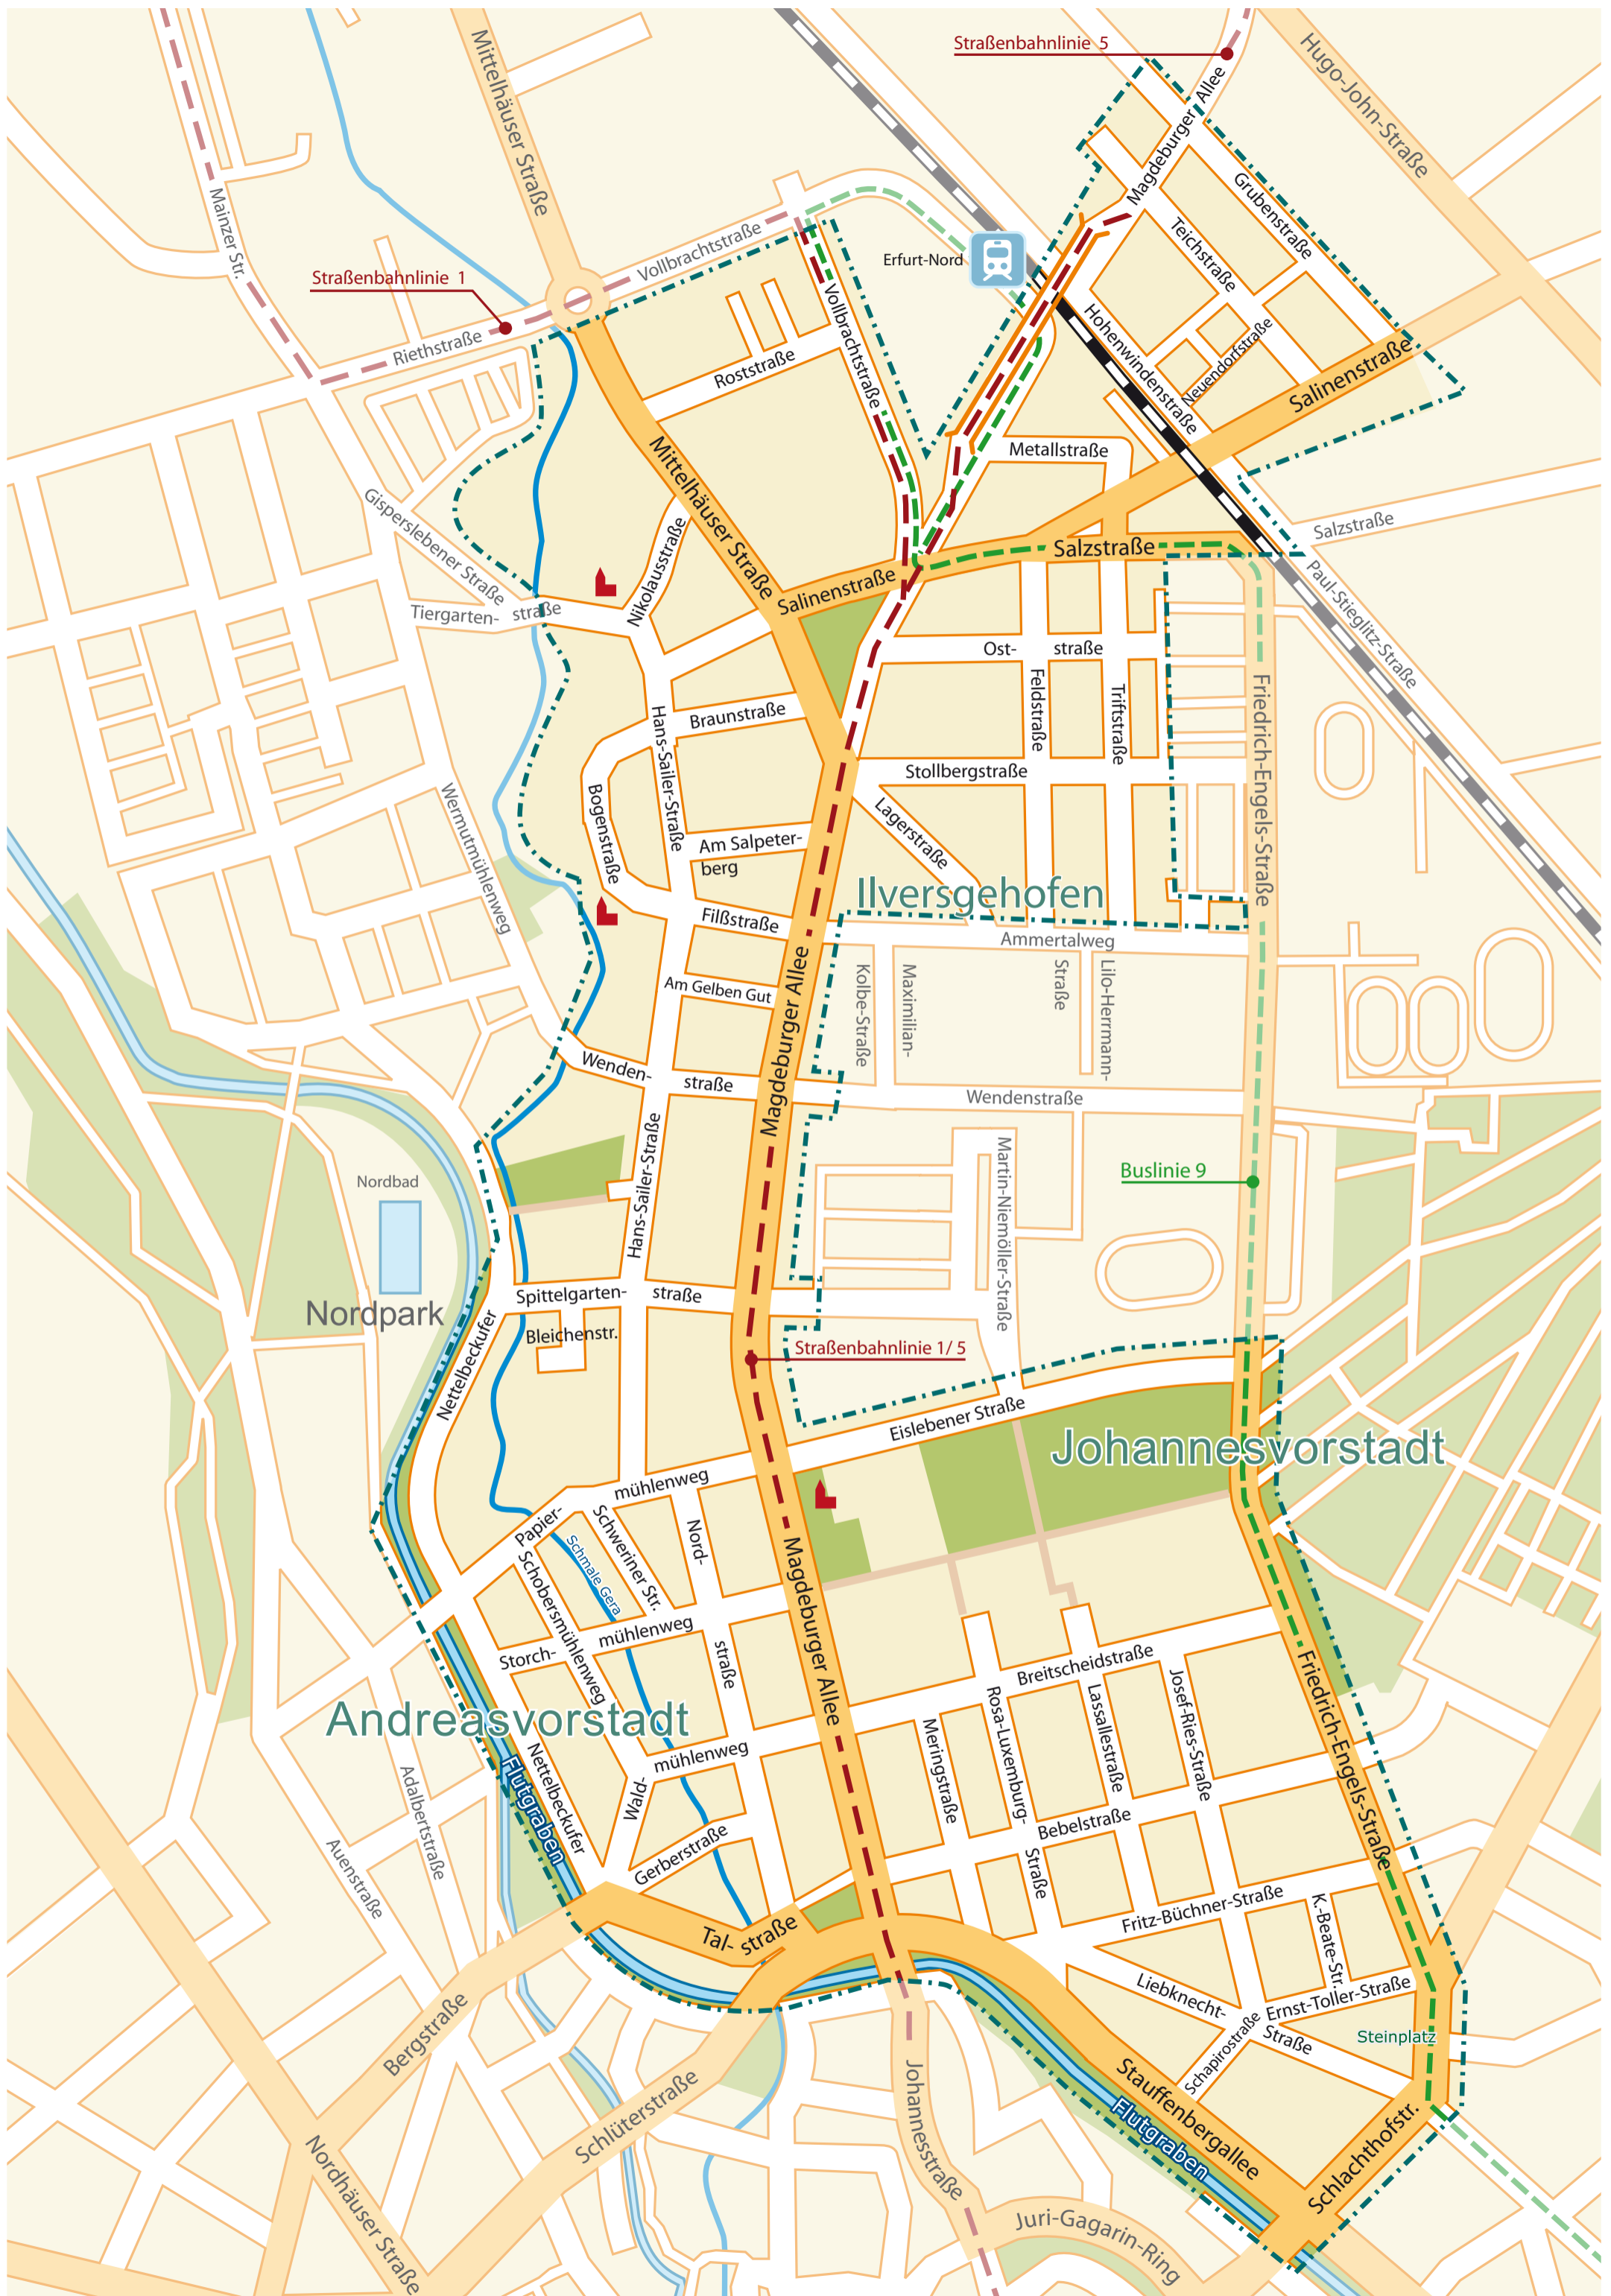 Straßenbahnlinie 5
Hugo-John-Straße
Mittelhäuser Straße
Magdeburger Allee
Mainzer Str.
Grubenstraße
Teichstraße
Vollbrachtstraße
Erfurt-Nord
Straßenbahnlinie 1
Riethstraße
Vollbrachtstraße
Hohenwindenstraße
Neuendorfstraße
Salinenstraße
Roststraße
Metallstraße
Mittelhäuser Straße
Gisperslebener Straße
Salzstraße
Salzstraße
Nikolausstraße
Salinenstraße
Paul-Stieglitz-Straße
Tiergarten-
straße
Ost-
straße
Feldstraße
Triftstraße
Friedrich-Engels-Straße
Braunstraße
Hans-Sailer-Straße
Stollbergstraße
Bogenstraße
Wermutmühlenweg
Lagerstraße
Am Salpeter-
berg
Ilversgehofen
Filßstraße
Ammertalweg
Magdeburger Allee
Am Gelben Gut
Kolbe-Straße
Maximilian-
Straße
Lilo-Herrmann-
Wenden-
straße
Wendenstraße
Hans-Sailer-Straße
Martin-Niemöller-Straße
Buslinie 9
Nordbad
Nordpark
Spittelgarten-
straße
Bleichenstr.
Nettelbeckufer
Straßenbahnlinie 1/ 5
Eislebener Straße
Johannesvorstadt
mühlenweg
Papier-
Schweriner Str.
Nord-
Schmale Gera
Schobersmühlenweg
Magdeburger Allee
mühlenweg
Storch-
straße
Breitscheidstraße
Friedrich-Engels-Straße
Josef-Ries-Straße
Lassallestraße
Rosa-Luxemburg-
Meringstraße
Andreasvorstadt
mühlenweg
Wald-
Nettelbeckufer
Flutgraben
Adalbertstraße
Auenstraße
Bebelstraße
Gerberstraße
Straße
Fritz-Büchner-Straße
K.-Beate-Str.
Tal-
straße
Liebknecht-
Straße
Ernst-Toller-Straße
Schapirostraße
Steinplatz
Bergstraße
Schlüterstraße
Johannesstraße
Stauffenbergallee
Flutgraben
Schlachthofstr.
Nordhäuser Straße
Juri-Gagarin-Ring